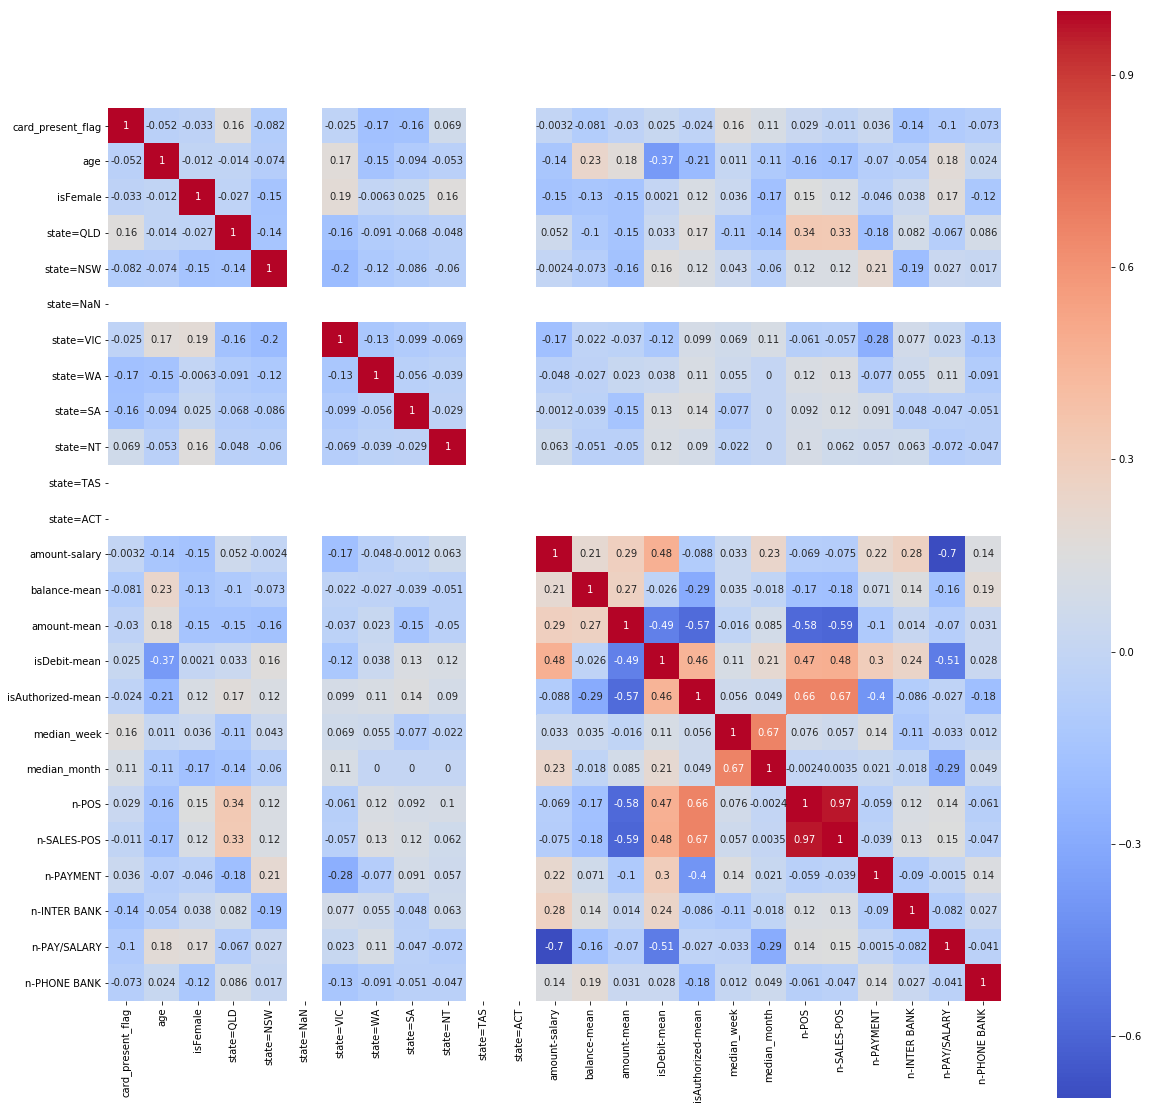 card_present_flag 1 -0.052 -0.033 0.16 -0.082 -0.025 -0.17 -0.16 0.069 -0.0032 -0.081 -0.03 0.025 -0.024 0.16 0.11 0.029 -0.011 0.036 -0.14 -0.1 -0.073
age -0.052 1 -0.012 -0.014 -0.074 0.17 -0.15 -0.094 -0.053 -0.14 0.23 0.18 -0.37 -0.21 0.011 -0.11 -0.16 -0.17 -0.07 -0.054 0.18 0.024
isFemale -0.033 -0.012 1 -0.027 -0.15 0.19 -0.0063 0.025 0.16 -0.15 -0.13 -0.15 0.0021 0.12 0.036 -0.17 0.15 0.12 -0.046 0.038 0.17 -0.12
state=QLD 0.16 -0.014 -0.027 1 -0.14 -0.16 -0.091 -0.068 -0.048 0.052 -0.1 -0.15 0.033 0.17 -0.11 -0.14 0.34 0.33 -0.18 0.082 -0.067 0.086
state=NSW -0.082 -0.074 -0.15 -0.14 1 -0.2 -0.12 -0.086 -0.06 -0.0024 -0.073 -0.16 0.16 0.12 0.043 -0.06 0.12 0.12 0.21 -0.19 0.027 0.017
state=NaN
state=VIC -0.025 0.17 0.19 -0.16 -0.2 1 -0.13 -0.099 -0.069 -0.17 -0.022 -0.037 -0.12 0.099 0.069 0.11 -0.061 -0.057 -0.28 0.077 0.023 -0.13
state=WA -0.17 -0.15 -0.0063 -0.091 -0.12 -0.13 1 -0.056 -0.039 -0.048 -0.027 0.023 0.038 0.11 0.055 0 0.12 0.13 -0.077 0.055 0.11 -0.091
state=SA -0.16 -0.094 0.025 -0.068 -0.086 -0.099 -0.056 1 -0.029 -0.0012 -0.039 -0.15 0.13 0.14 -0.077 0 0.092 0.12 0.091 -0.048 -0.047 -0.051
state=NT 0.069 -0.053 0.16 -0.048 -0.06 -0.069 -0.039 -0.029 1 0.063 -0.051 -0.05 0.12 0.09 -0.022 0 0.1 0.062 0.057 0.063 -0.072 -0.047
state=TAS
state=ACT
amount-salary -0.0032 -0.14 -0.15 0.052 -0.0024 -0.17 -0.048 -0.0012 0.063 1 0.21 0.29 0.48 -0.088 0.033 0.23 -0.069 -0.075 0.22 0.28 -0.7 0.14
balance-mean -0.081 0.23 -0.13 -0.1 -0.073 -0.022 -0.027 -0.039 -0.051 0.21 1 0.27 -0.026 -0.29 0.035 -0.018 -0.17 -0.18 0.071 0.14 -0.16 0.19
amount-mean -0.03 0.18 -0.15 -0.15 -0.16 -0.037 0.023 -0.15 -0.05 0.29 0.27 1 -0.49 -0.57 -0.016 0.085 -0.58 -0.59 -0.1 0.014 -0.07 0.031
isDebit-mean 0.025 -0.37 0.0021 0.033 0.16 -0.12 0.038 0.13 0.12 0.48 -0.026 -0.49 1 0.46 0.11 0.21 0.47 0.48 0.3 0.24 -0.51 0.028
isAuthorized-mean -0.024 -0.21 0.12 0.17 0.12 0.099 0.11 0.14 0.09 -0.088 -0.29 -0.57 0.46 1 0.056 0.049 0.66 0.67 -0.4 -0.086 -0.027 -0.18
median_week 0.16 0.011 0.036 -0.11 0.043 0.069 0.055 -0.077 -0.022 0.033 0.035 -0.016 0.11 0.056 1 0.67 0.076 0.057 0.14 -0.11 -0.033 0.012
median_month 0.11 -0.11 -0.17 -0.14 -0.06 0.11 0 0 0 0.23 -0.018 0.085 0.21 0.049 0.67 1 -0.0024 0.0035 0.021 -0.018 -0.29 0.049
n-POS 0.029 -0.16 0.15 0.34 0.12 -0.061 0.12 0.092 0.1 -0.069 -0.17 -0.58 0.47 0.66 0.076 -0.0024 1 0.97 -0.059 0.12 0.14 -0.061
n-SALES-POS -0.011 -0.17 0.12 0.33 0.12 -0.057 0.13 0.12 0.062 -0.075 -0.18 -0.59 0.48 0.67 0.057 0.0035 0.97 1 -0.039 0.13 0.15 -0.047
n-PAYMENT 0.036 -0.07 -0.046 -0.18 0.21 -0.28 -0.077 0.091 0.057 0.22 0.071 -0.1 0.3 -0.4 0.14 0.021 -0.059 -0.039 1 -0.09 -0.0015 0.14
n-INTER BANK -0.14 -0.054 0.038 0.082 -0.19 0.077 0.055 -0.048 0.063 0.28 0.14 0.014 0.24 -0.086 -0.11 -0.018 0.12 0.13 -0.09 1 -0.082 0.027
n-PAY/SALARY -0.1 0.18 0.17 -0.067 0.027 0.023 0.11 -0.047 -0.072 -0.7 -0.16 -0.07 -0.51 -0.027 -0.033 -0.29 0.14 0.15 -0.0015 -0.082 1 -0.041
n-PHONE BANK -0.073 0.024 -0.12 0.086 0.017 -0.13 -0.091 -0.051 -0.047 0.14 0.19 0.031 0.028 -0.18 0.012 0.049 -0.061 -0.047 0.14 0.027 -0.041 1
card_present_flag
age
isFemale
state=QLD
state=NSW
state=NaN
state=VIC
state=WA
state=SA
state=NT
state=TAS
state=ACT
amount-salary
balance-mean
amount-mean
isDebit-mean
isAuthorized-mean
median_week
median_month
n-POS
n-SALES-POS
n-PAYMENT
n-INTER BANK
n-PAY/SALARY
n-PHONE BANK
0.9
0.6
0.3
0.0
−0.3
−0.6